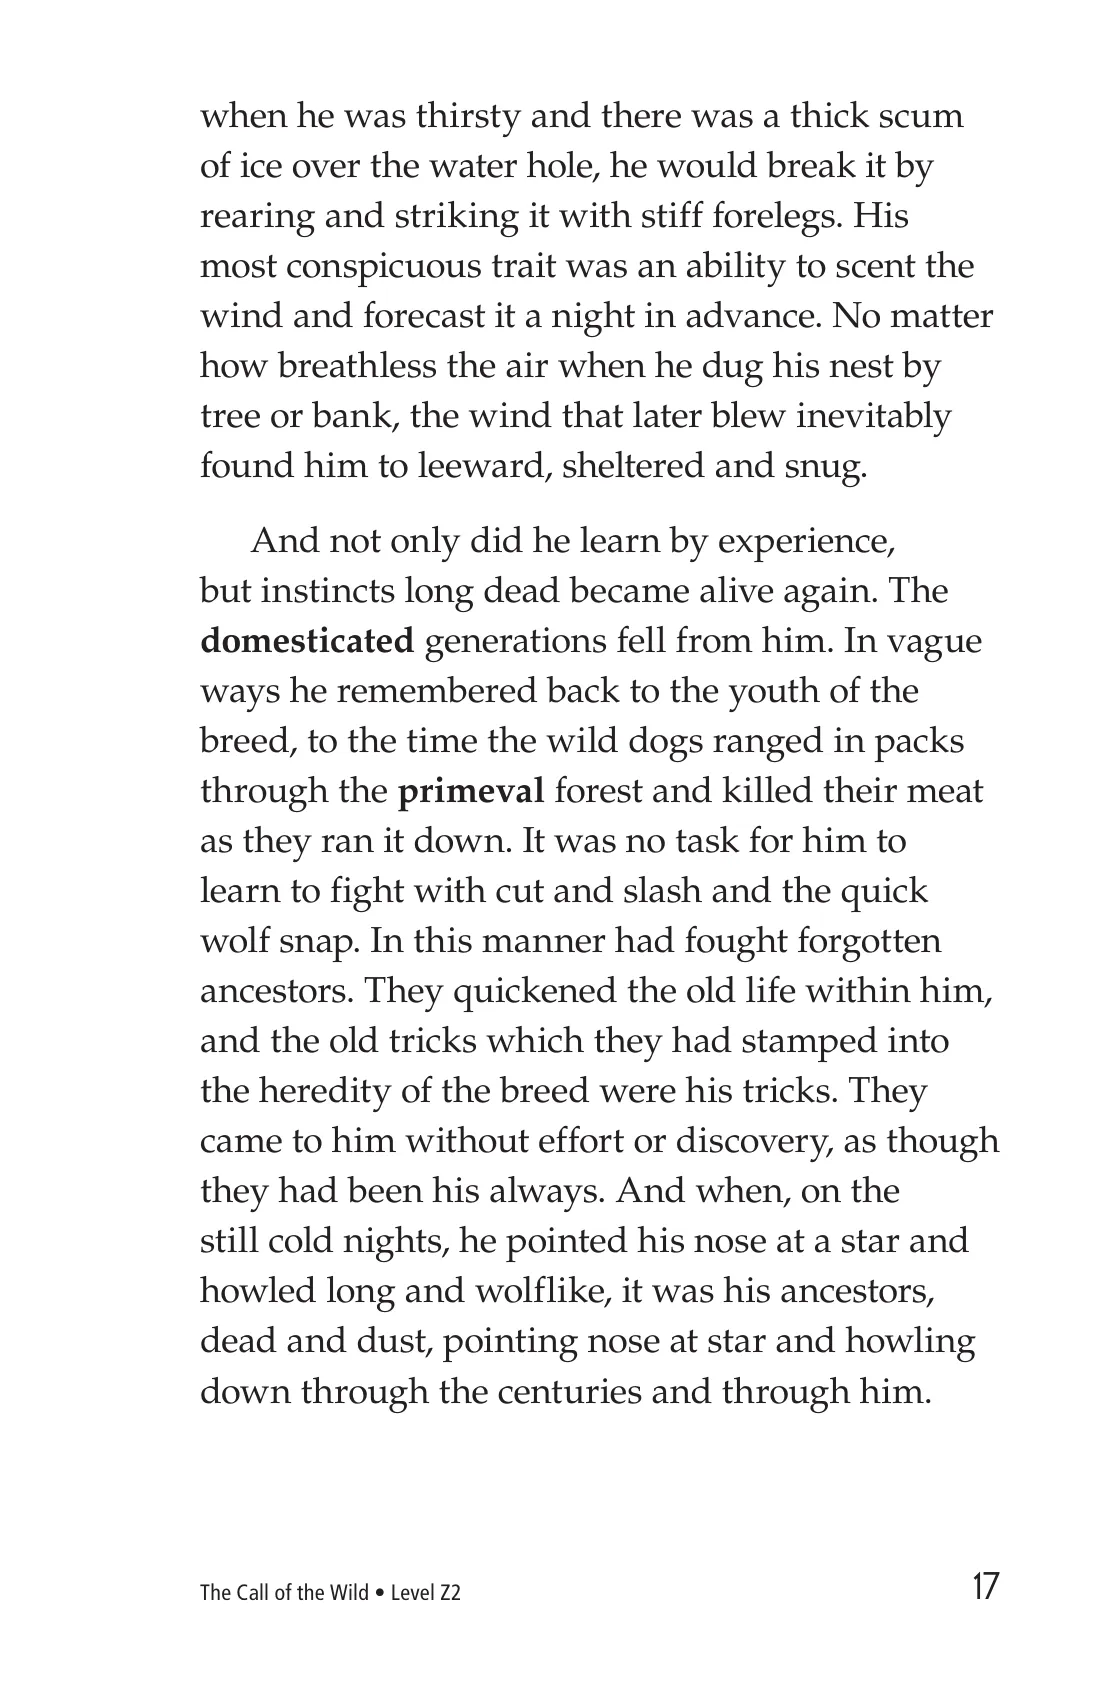 when he was thirsty and there was a thick scum
of ice over the water hole, he would break it by
rearing and striking it with stiff forelegs. His
most conspicuous trait was an ability to scent the
wind and forecast it a night in advance. No matter
how breathless the air when he dug his nest by
tree or bank, the wind that later blew inevitably
found him to leeward, sheltered and snug.
And not only did he learn by experience,
but instincts long dead became alive again. The
domesticated generations fell from him. In vague
ways he remembered back to the youth of the
breed, to the time the wild dogs ranged in packs
through the primeval forest and killed their meat
as they ran it down. It was no task for him to
learn to fight with cut and slash and the quick
wolf snap. In this manner had fought forgotten
ancestors. They quickened the old life within him,
and the old tricks which they had stamped into
the heredity of the breed were his tricks. They
came to him without effort or discovery, as though
they had been his always. And when, on the
still cold nights, he pointed his nose at a star and
howled long and wolflike, it was his ancestors,
dead and dust, pointing nose at star and howling
down through the centuries and through him.
The Call of the Wild • Level Z2
17